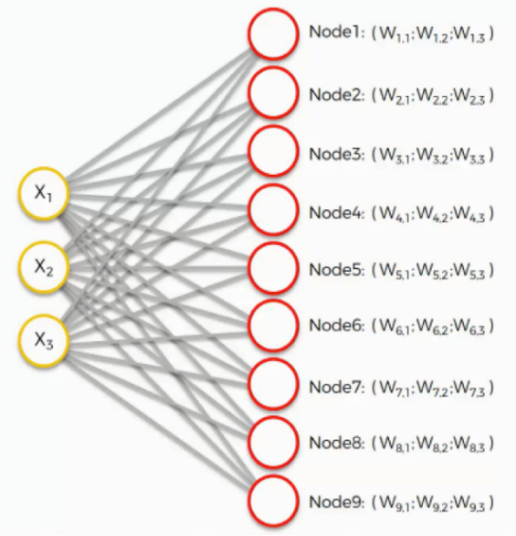 Node1: (W1,1;W1,2;W1,3)
Node2: (W2,1;W2,2;W2,3)
Node3: (W3,1;W3,2;W3,3)
X1
Node4: (W4,1;W4,2;W4,3)
X2
Node5: (W5,1;W5,2;W5,3)
Node6: (W6,1;W6,2;W6,3)
X3
Node7: (W7,1;W7,2;W7,3)
Node8: (W8,1;W8,2;W8,3)
Node9: (W9,1;W9,2;W9,3)